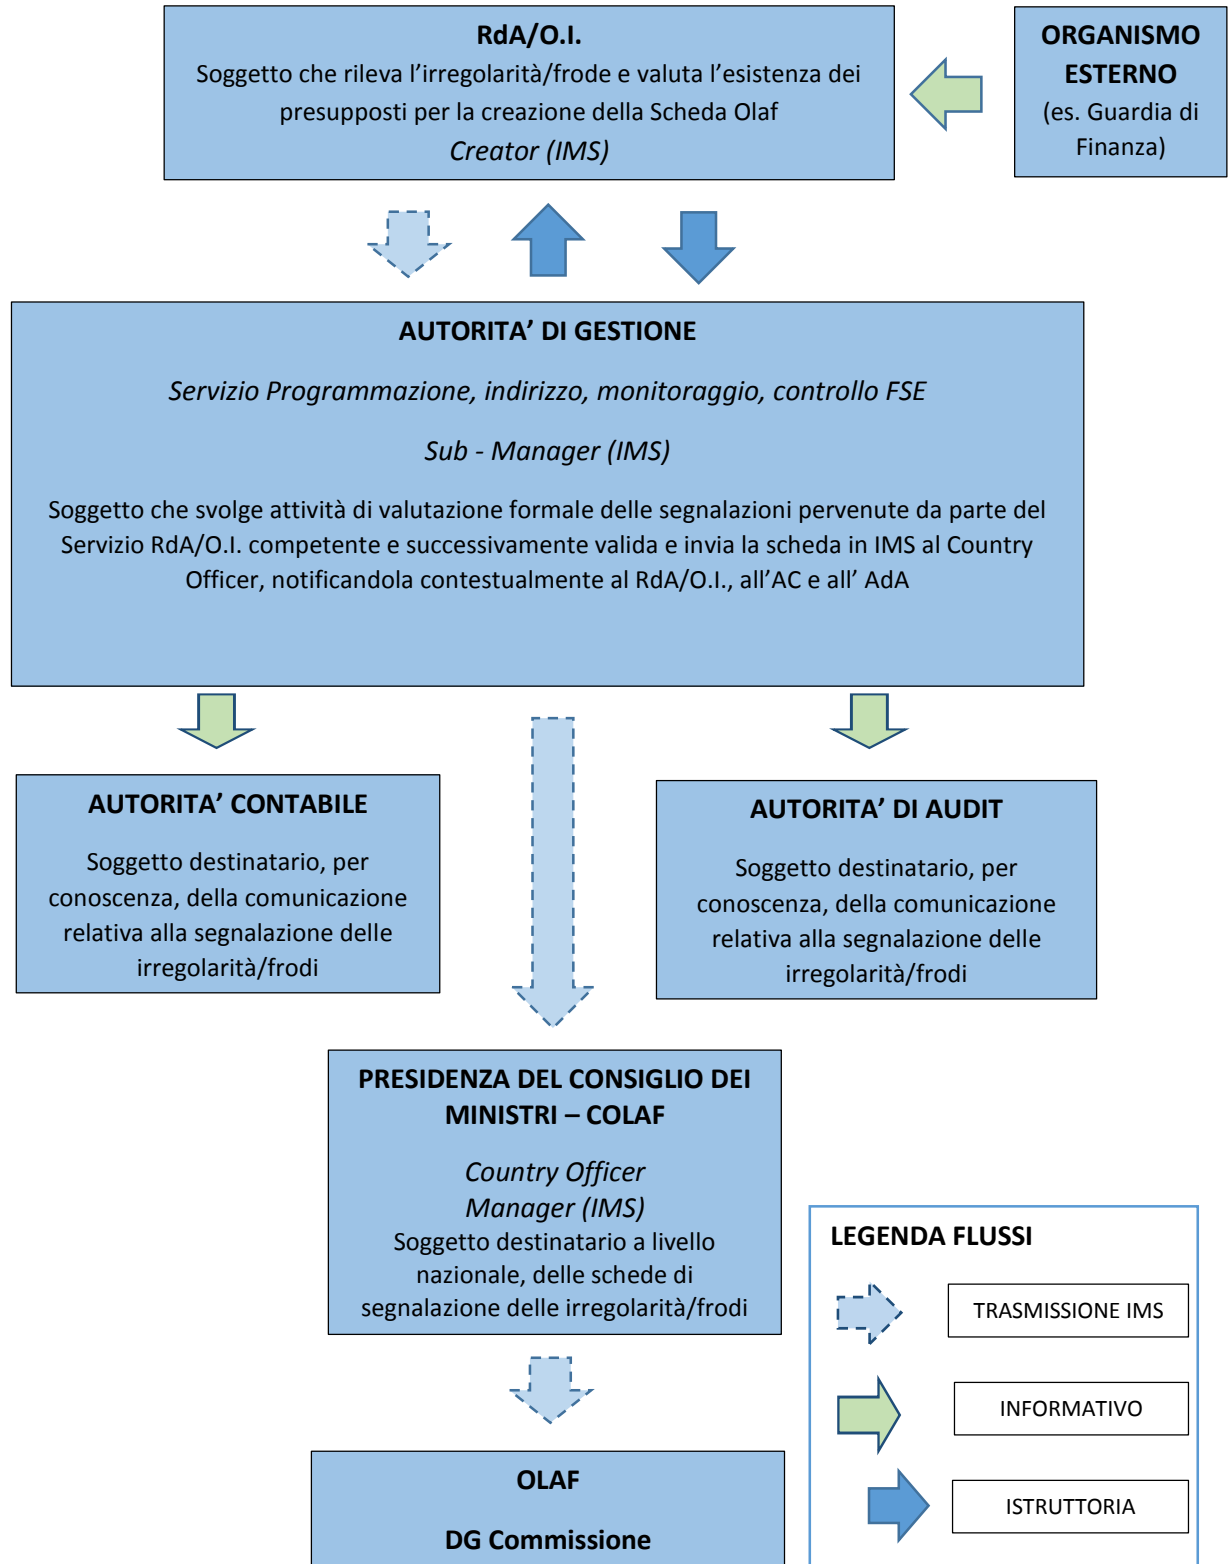 RdA/O.I.
Soggetto che rileva l’irregolarità/frode e valuta l’esistenza dei
presupposti per la creazione della Scheda Olaf
Creator (IMS)
ORGANISMO
ESTERNO
(es. Guardia di
Finanza)
AUTORITA’ DI GESTIONE
Servizio Programmazione, indirizzo, monitoraggio, controllo FSE
Sub - Manager (IMS)
Soggetto che svolge attività di valutazione formale delle segnalazioni pervenute da parte del
Servizio RdA/O.I. competente e successivamente valida e invia la scheda in IMS al Country
Officer, notificandola contestualmente al RdA/O.I., all’AC e all’ AdA
AUTORITA’ CONTABILE
Soggetto destinatario, per
conoscenza, della comunicazione
relativa alla segnalazione delle
irregolarità/frodi
AUTORITA’ DI AUDIT
Soggetto destinatario, per
conoscenza, della comunicazione
relativa alla segnalazione delle
irregolarità/frodi
PRESIDENZA DEL CONSIGLIO DEI
MINISTRI – COLAF
Country Officer
Manager (IMS)
Soggetto destinatario a livello
nazionale, delle schede di
segnalazione delle irregolarità/frodi
OLAF
DG Commissione
LEGENDA FLUSSI
TRASMISSIONE IMS
INFORMATIVO
ISTRUTTORIA